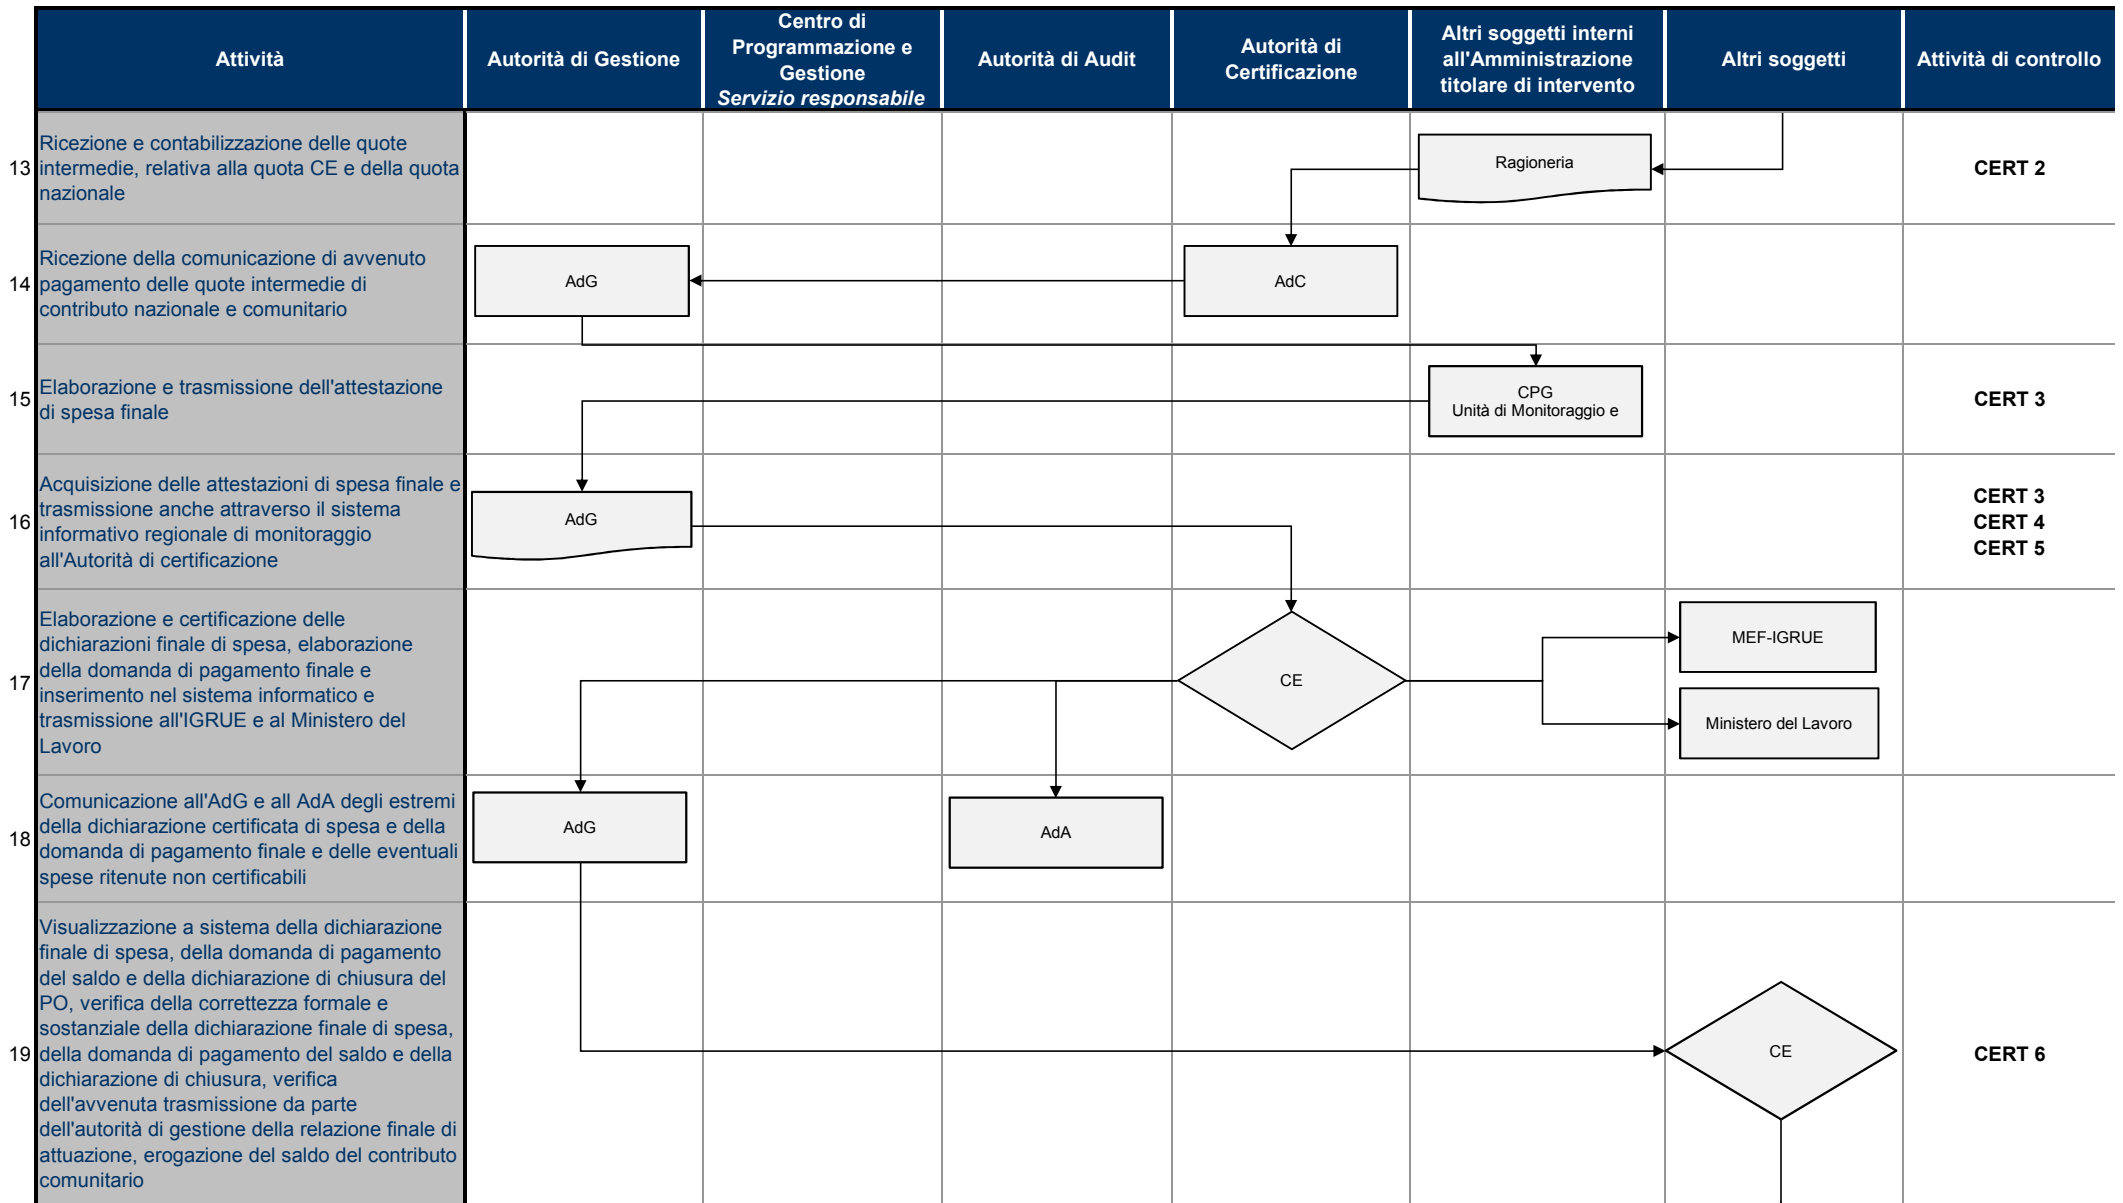 Attività
Autorità di Gestione
Centro di
Programmazione e
Gestione
Servizio responsabile
Autorità di Audit
Autorità di
Certificazione
Altri soggetti interni
all'Amministrazione
titolare di intervento
Altri soggetti
Attività di controllo
13
Ricezione e contabilizzazione delle quote
intermedie, relativa alla quota CE e della quota
nazionale
Ragioneria
CERT 2
14
Ricezione della comunicazione di avvenuto
pagamento delle quote intermedie di
contributo nazionale e comunitario
AdG
AdC
15
Elaborazione e trasmissione dell'attestazione
di spesa finale
CPG
Unità di Monitoraggio e
CERT 3
16
Acquisizione delle attestazioni di spesa finale e
trasmissione anche attraverso il sistema
informativo regionale di monitoraggio
all'Autorità di certificazione
AdG
CERT 3
CERT 4
CERT 5
17
Elaborazione e certificazione delle
dichiarazioni finale di spesa, elaborazione
della domanda di pagamento finale e
inserimento nel sistema informatico e
trasmissione all'IGRUE e al Ministero del
Lavoro
CE
MEF-IGRUE
Ministero del Lavoro
18
Comunicazione all'AdG e all AdA degli estremi
della dichiarazione certificata di spesa e della
domanda di pagamento finale e delle eventuali
spese ritenute non certificabili
AdG
AdA
19
Visualizzazione a sistema della dichiarazione
finale di spesa, della domanda di pagamento
del saldo e della dichiarazione di chiusura del
PO, verifica della correttezza formale e
sostanziale della dichiarazione finale di spesa,
della domanda di pagamento del saldo e della
dichiarazione di chiusura, verifica
dell'avvenuta trasmissione da parte
dell'autorità di gestione della relazione finale di
attuazione, erogazione del saldo del contributo
comunitario
CE
CERT 6